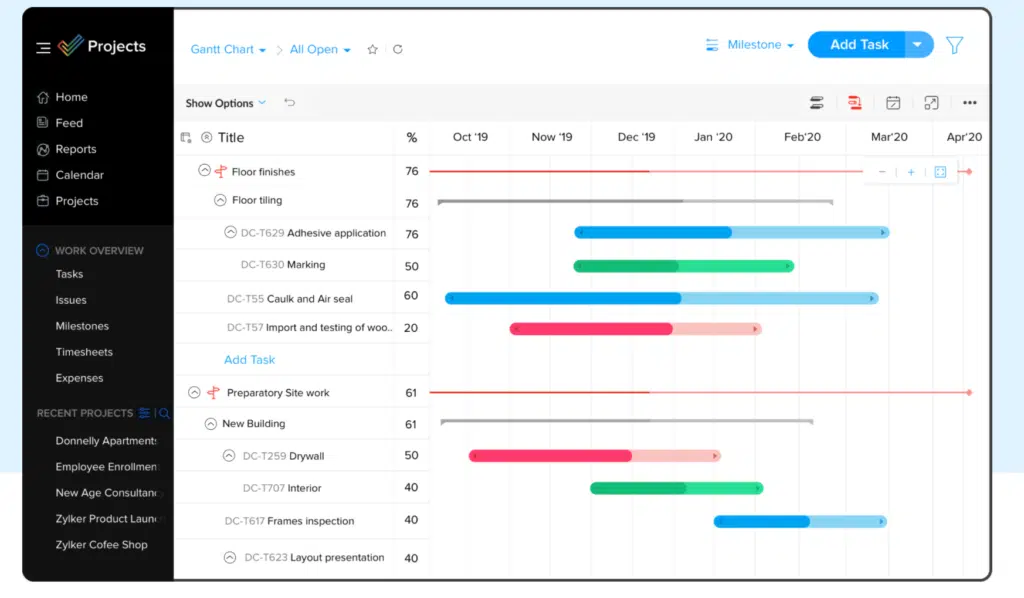 Projects
Home
Feed
Reports
Calendar
Projects
WORK OVERVIEW
Tasks
Issues
Milestones
Timesheets
Expenses
RECENT PROJECTS
Donnelly Apartments
Employee Enrollmen
New Age Consultanc
Zylker Product Laun
Zylker Cofee Shop
Gantt Chart > All Open
Milestone
Add Task
Show Options
Title % Oct '19 Now '19 Dec '19 Jan '20 Feb'20 Mar'20 Apr'20
Floor finishes 76
Floor tiling 76
DC-T629 Adhesive application 76
DC-T630 Marking 50
DC-T55 Caulk and Air seal 60
DC-T57 Import and testing of woo.. 20
Add Task
Preparatory Site work 61
New Building 61
DC-T259 Drywall 50
DC-T707 Interior 40
DC-T617 Frames inspection 40
DC-T623 Layout presentation 40